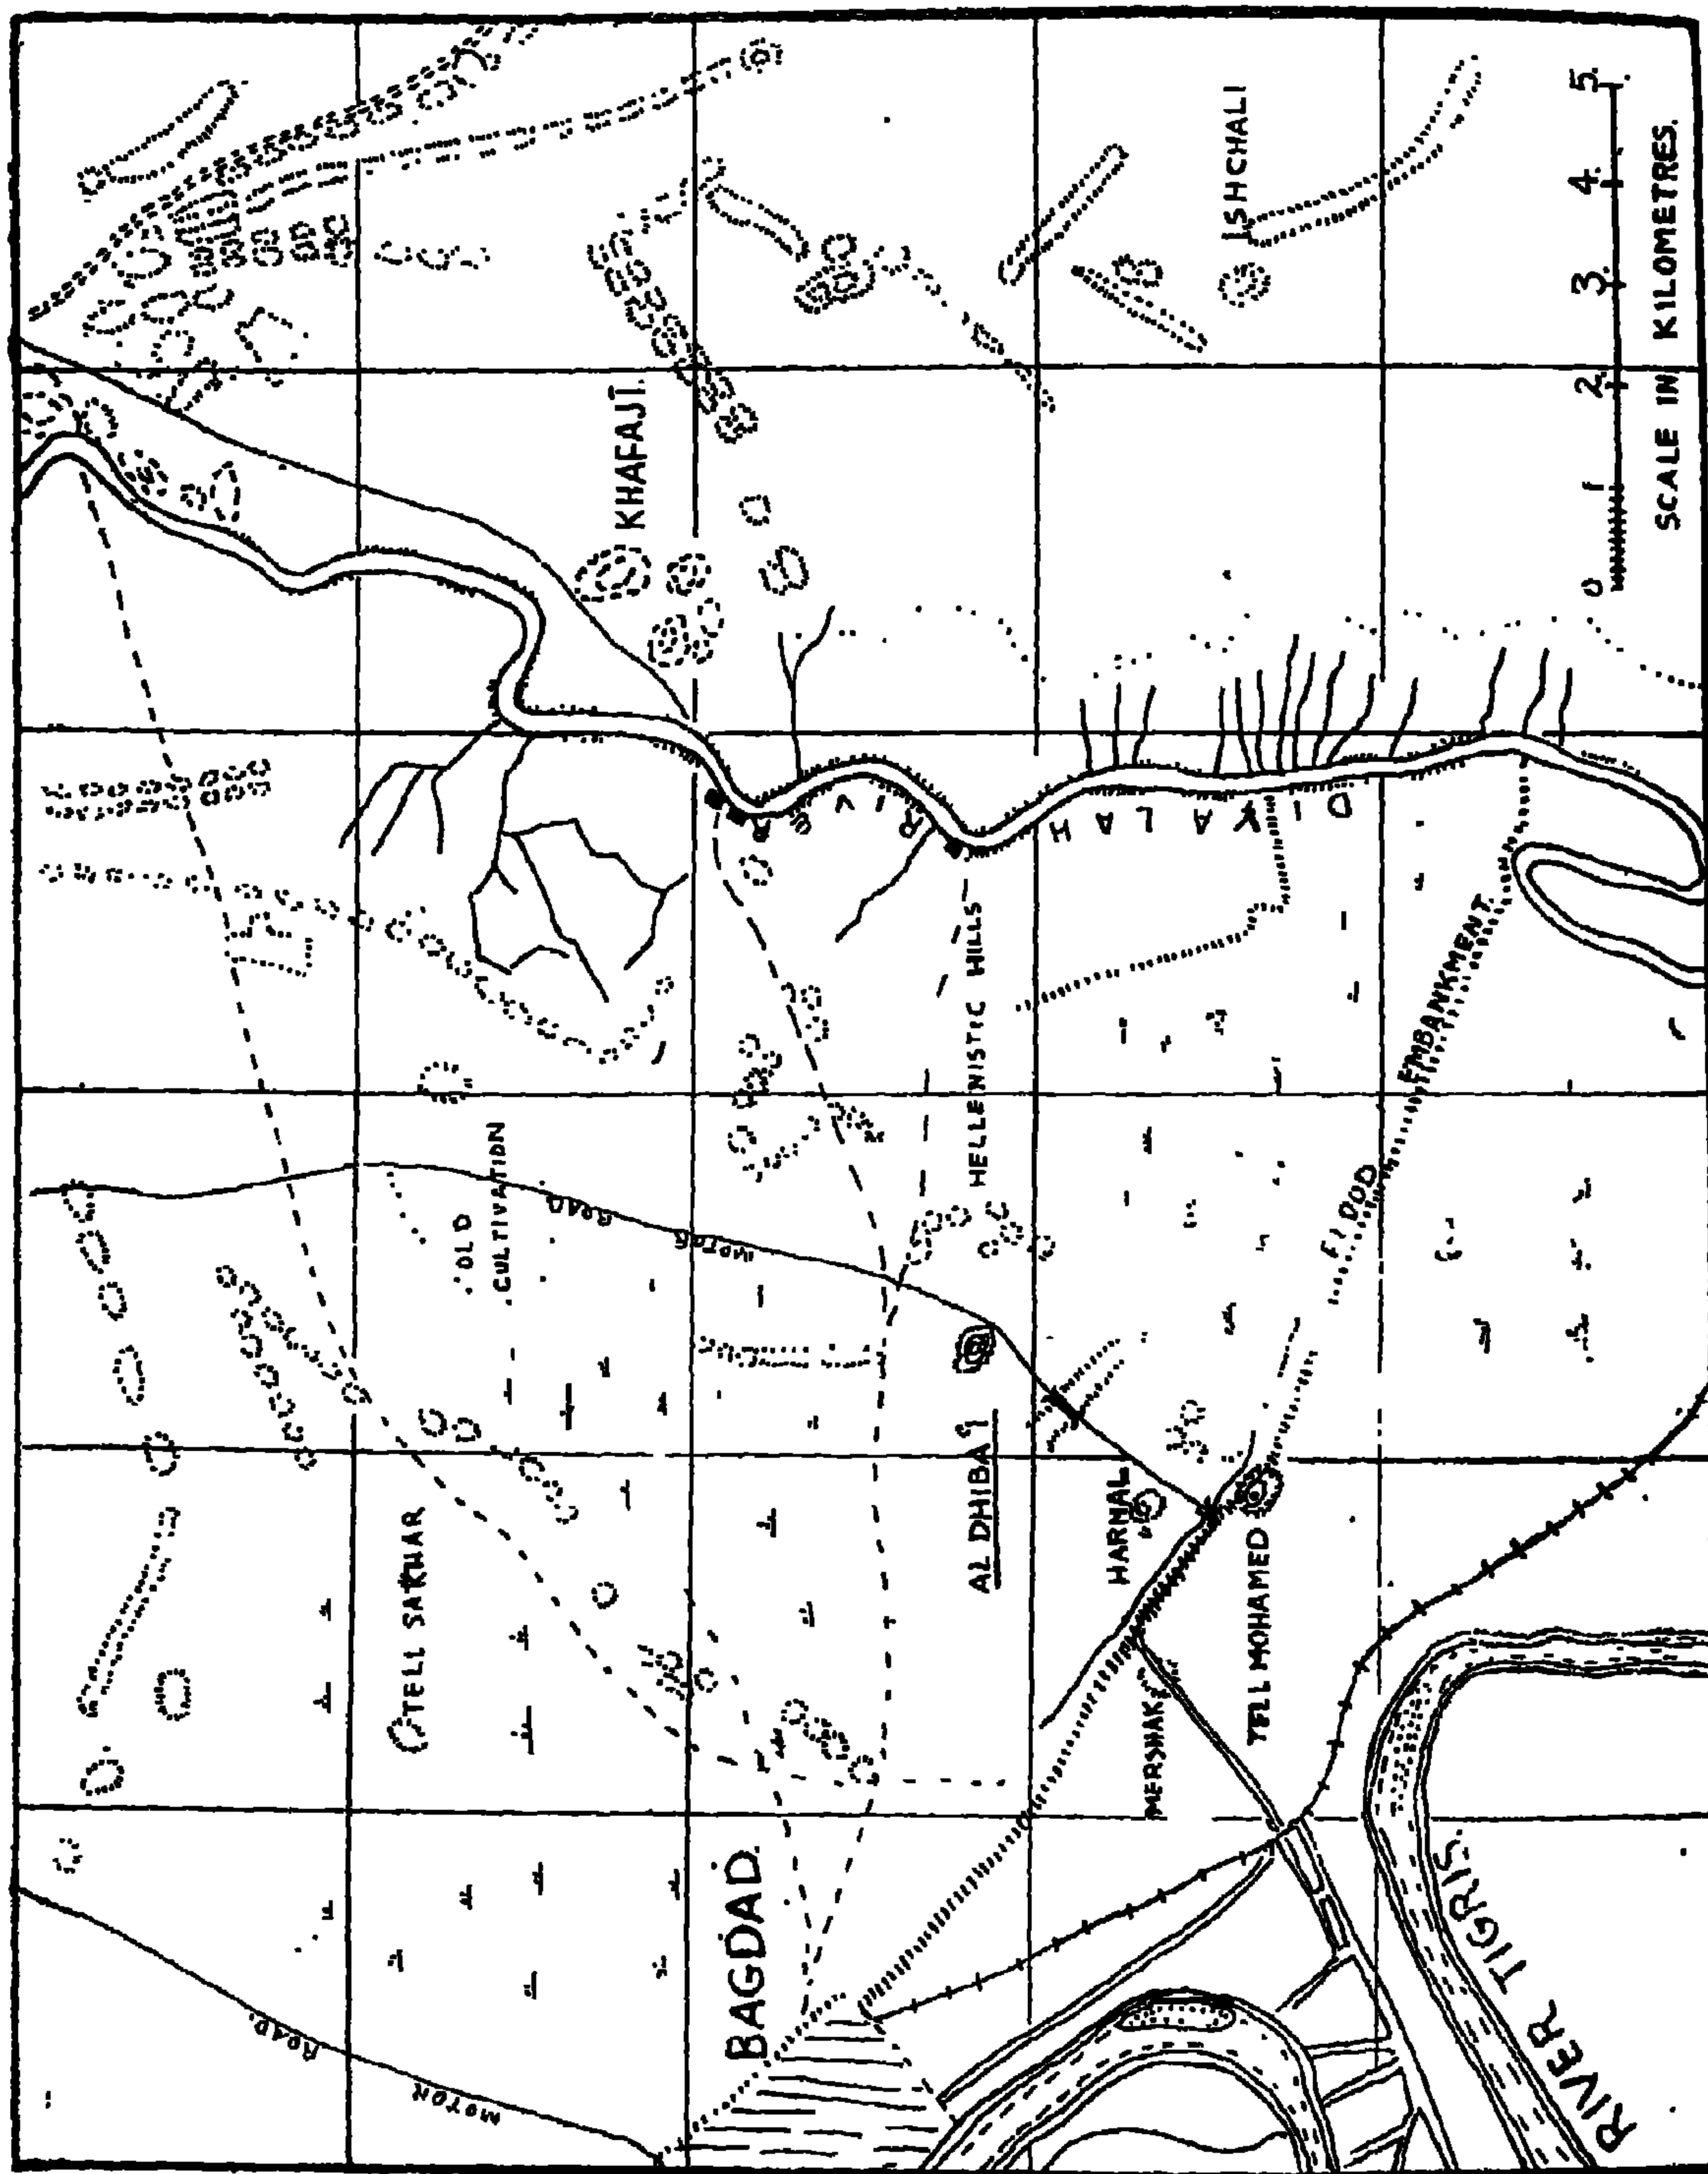 MOTOR
ROAD.
BAGDAD.
TELL SAKHAR
OLD
CULTIVATION
MOTOR
ROAD
KHAFAJI.
RIVER
DIYALAH
HELLENISTIC HILLS
AL DHIBA'I
HARMAL
MERSHAK
TELL MOHAMED
FLOOD
EMBANKMENT.
ISHCHALI
RIVER TIGRIS.
0 1 2. 3. 4. 5.
SCALE IN KILOMETRES.